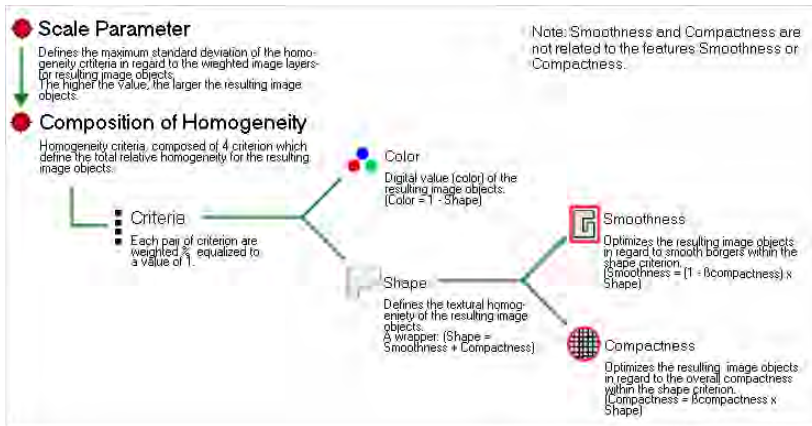 Scale Parameter
Defines the maximum standard deviation of the homo-
geneity crtiteria in regard to the wieghted image layers
for resulting image objects.
The higher the value, the larger the resulting image
objects.
Note: Smoothness and Compactness are
not related to the features Smoothness or
Compactness.
Composition of Homogeneity
Homogeneity criteria, composed of 4 criterion which
define the total relative homogeneity for the resulting
image objects.
Criteria
Each pair of criterion are
weighted %, equalized to
a value of 1.
Color
Digital value (color) of the
resulting image objects.
(Color = 1 - Shape)
Shape
Defines the textural homog-
eniety of the resulting image
objects.
A wrapper: (Shape =
Smoothness + Compactness)
Smoothness
Optimizes the resulting image objects
in regard to smooth borgers within the
shape criterion.
(Smoothness = (1 - ßcompactness) x
Shape)
Compactness
Optimizes the resulting image objects
in regard to the overall compactness
within the shape criterion.
(Compactness = ßcompactness x
Shape)